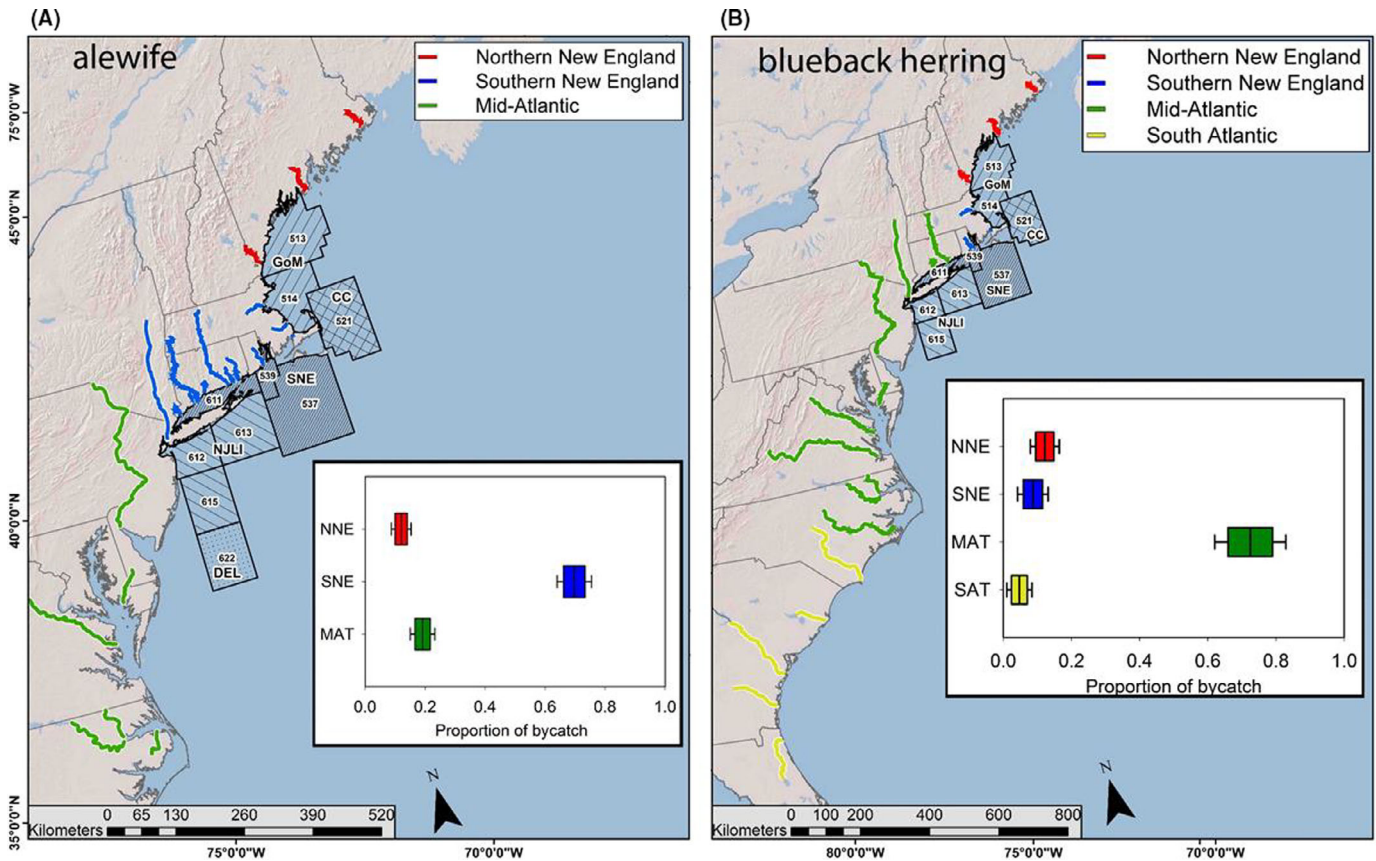 (A)
alewife
Northern New England
Southern New England
Mid-Atlantic
75°0'0"W
45°0'0"N
40°0'0"N
35°0'0"N
513
GoM
514
CC
521
539
SNE
537
611
613
NJLI
612
615
622
DEL
NNE
SNE
MAT
0.0 0.2 0.4 0.6 0.8 1.0
Proportion of bycatch
N
0 65 130 260 390 520
Kilometers
75°0'0"W 70°0'0"W
(B)
blueback herring
Northern New England
Southern New England
Mid-Atlantic
South Atlantic
513
GoM
514
521
CC
539
611
537
SNE
613
612
NJLI
615
NNE
SNE
MAT
SAT
0.0 0.2 0.4 0.6 0.8 1.0
Proportion of bycatch
N
0 100 200 400 600 800
Kilometers
80°0'0"W 75°0'0"W 70°0'0"W